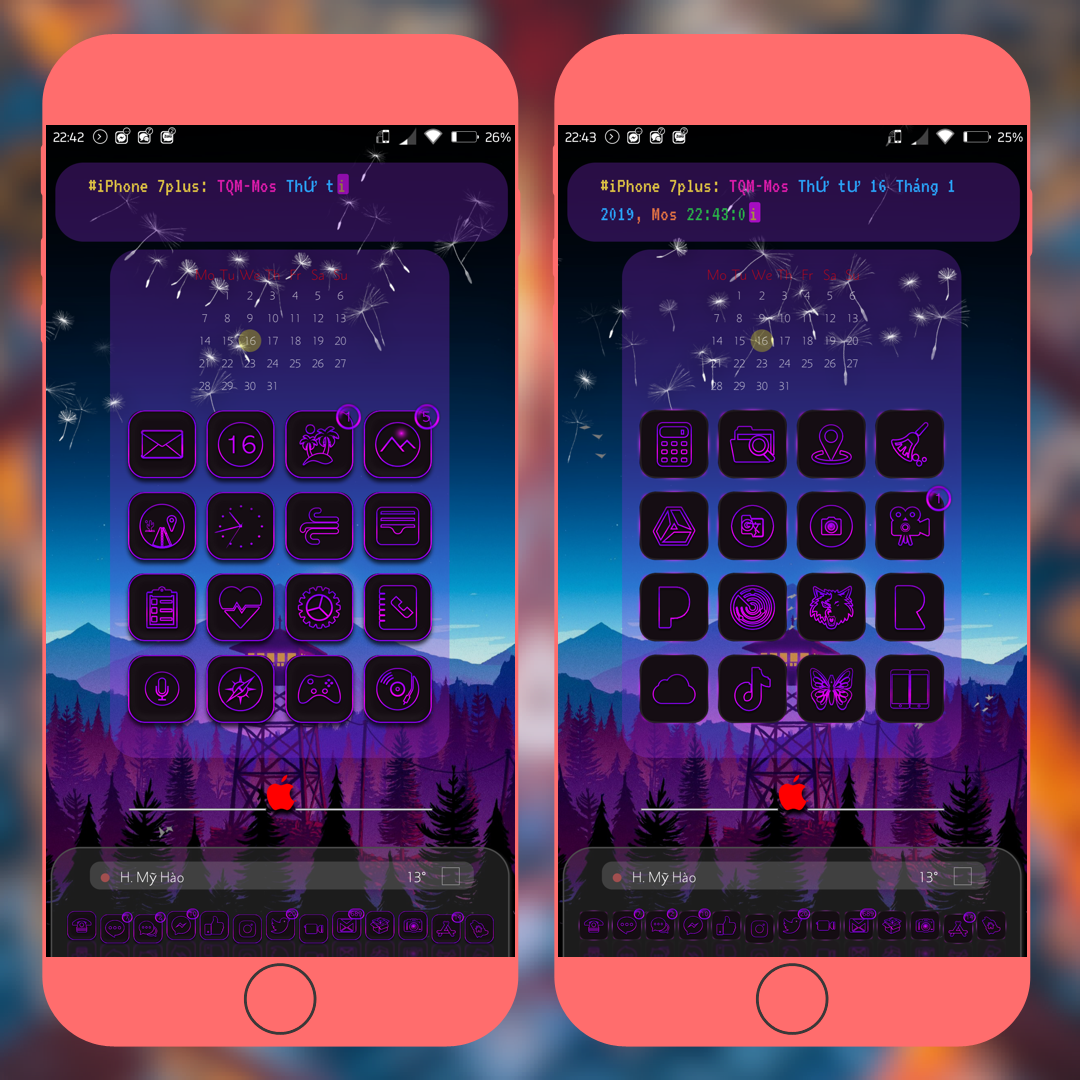 22:42
26%
#iPhone 7plus: TQM-Mos Thứ t i
Mo Tu We Th Fr Sa Su
1 2 3 4 5 6
7 8 9 10 11 12 13
14 15 16 17 18 19 20
21 22 23 24 25 26 27
28 29 30 31
1
5
16
H. Mỹ Hào
13°
22:43
25%
#iPhone 7plus: TQM-Mos Thứ tư 16 Tháng 1
2019, Mos 22:43:0 i
Mo Tu We Th Fr Sa Su
1 2 3 4 5 6
7 8 9 10 11 12 13
14 15 16 17 18 19 20
21 22 23 24 25 26 27
28 29 30 31
1
H. Mỹ Hào
13°